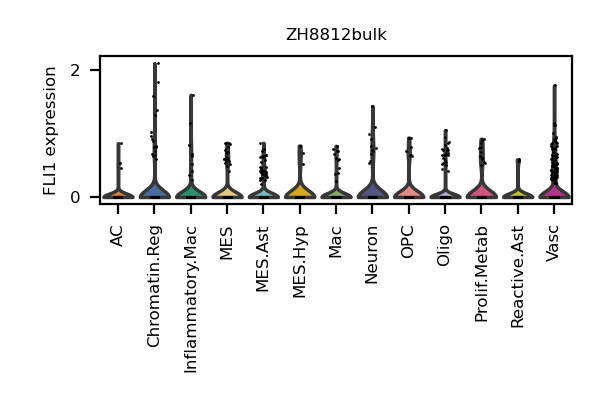 ZH8812bulk
FLI1 expression
2
0
AC
Chromatin.Reg
Inflammatory.Mac
MES
MES.Ast
MES.Hyp
Mac
Neuron
OPC
Oligo
Prolif.Metab
Reactive.Ast
Vasc